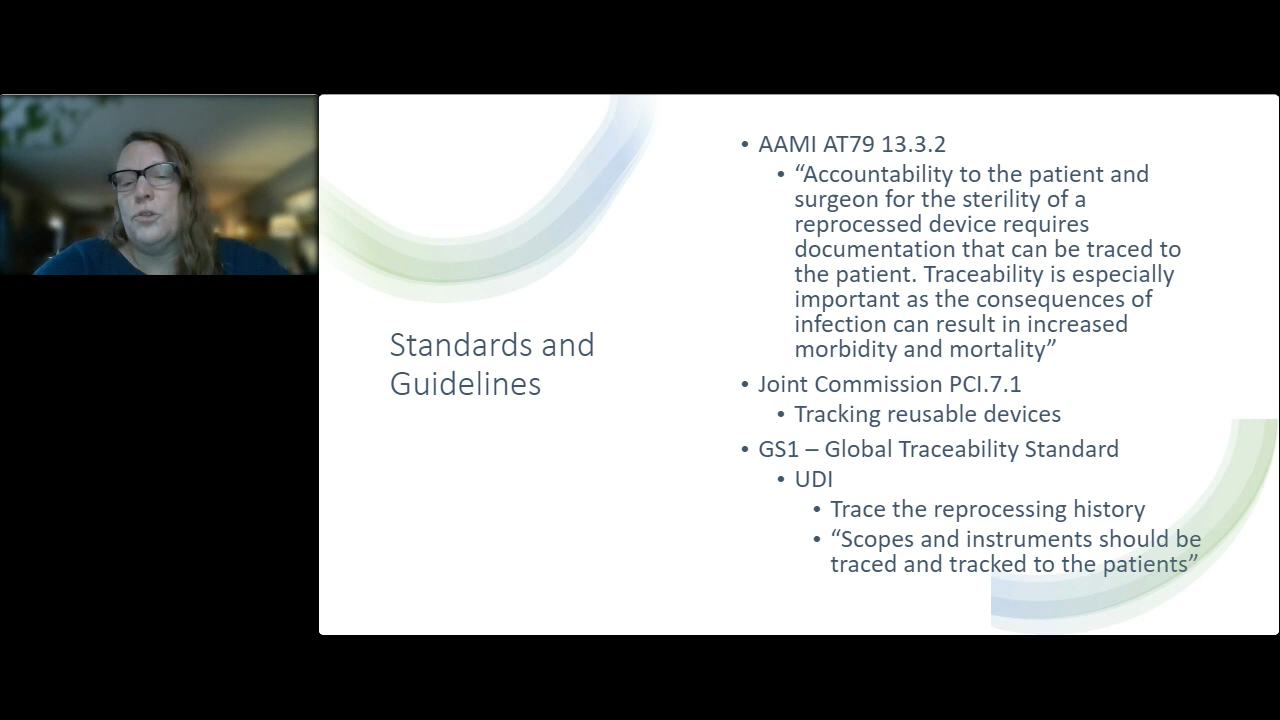 Standards and
Guidelines
• AAMI AT79 13.3.2
• “Accountability to the patient and
surgeon for the sterility of a
reprocessed device requires
documentation that can be traced to
the patient. Traceability is especially
important as the consequences of
infection can result in increased
morbidity and mortality”
• Joint Commission PCI.7.1
• Tracking reusable devices
• GS1 – Global Traceability Standard
• UDI
• Trace the reprocessing history
• “Scopes and instruments should be
traced and tracked to the patients”